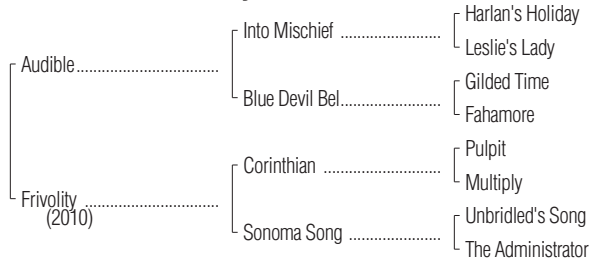 Harlan's Holiday
Into Mischief ....................
Leslie's Lady
Audible.............................
Gilded Time
Blue Devil Bel....................
Fahamore
Pulpit
Corinthian ........................
Multiply
Frivolity ...........................
(2010)
Unbridled's Song
Sonoma Song ...................
The Administrator